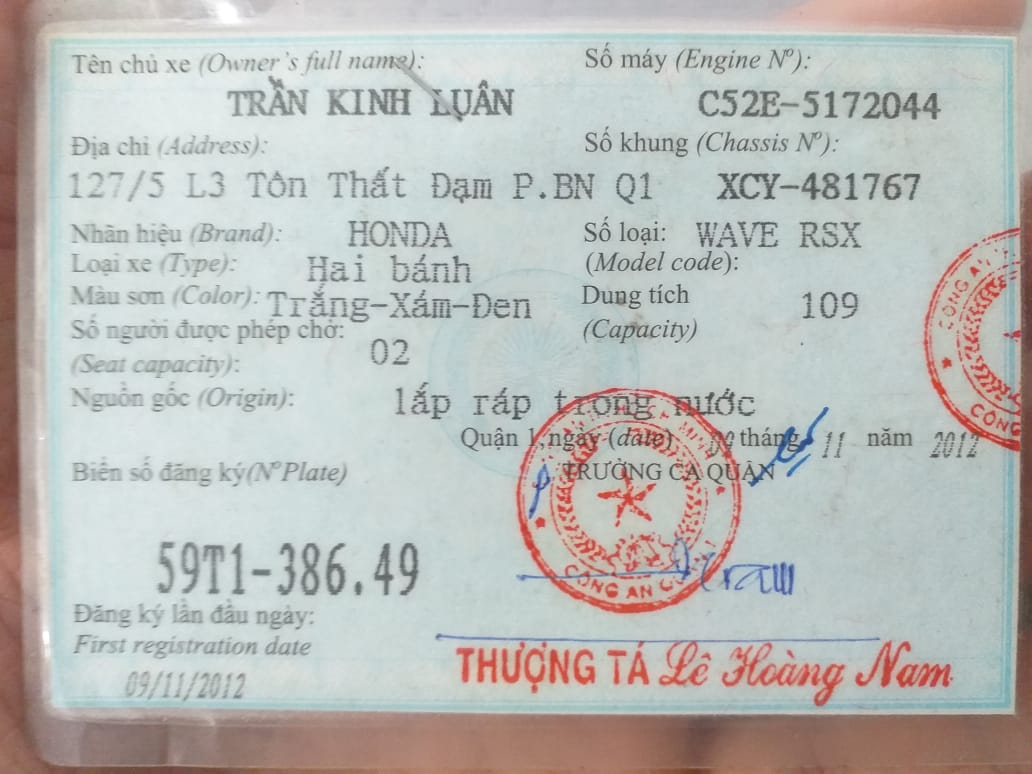 Tên chủ xe (Owner's full name):
TRẦN KINH LUÂN
Số máy (Engine Nº):
C52E-5172044
Địa chỉ (Address):
127/5 L3 Tôn Thất Đạm P.BN Q1
Số khung (Chassis Nº):
XCY-481767
Nhãn hiệu (Brand): HONDA
Số loại: WAVE RSX
(Model code):
Loại xe (Type): Hai bánh
Màu sơn (Color): Trắng-Xám-Đen
Dung tích 109
(Capacity)
Số người được phép chở: 02
(Seat capacity):
Nguồn gốc (Origin): lắp ráp trong nước
Quận 1, ngày (date) 09 tháng 11 năm 2012
TRƯỞNG CA QUẬN
Biển số đăng ký(NºPlate)
59T1-386.49
CÔNG AN
CÔNG AN
CÔNG AN
Đăng ký lần đầu ngày:
First registration date
09/11/2012
THƯỢNG TÁ Lê Hoàng Nam